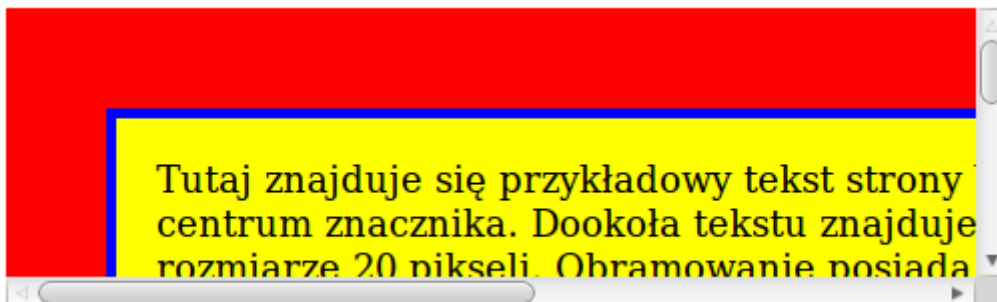 Tutaj znajduje się przykładowy tekst strony
centrum znacznika. Dookoła tekstu znajduje
rozmiarze 20 pikseli. Obramowanie posiada